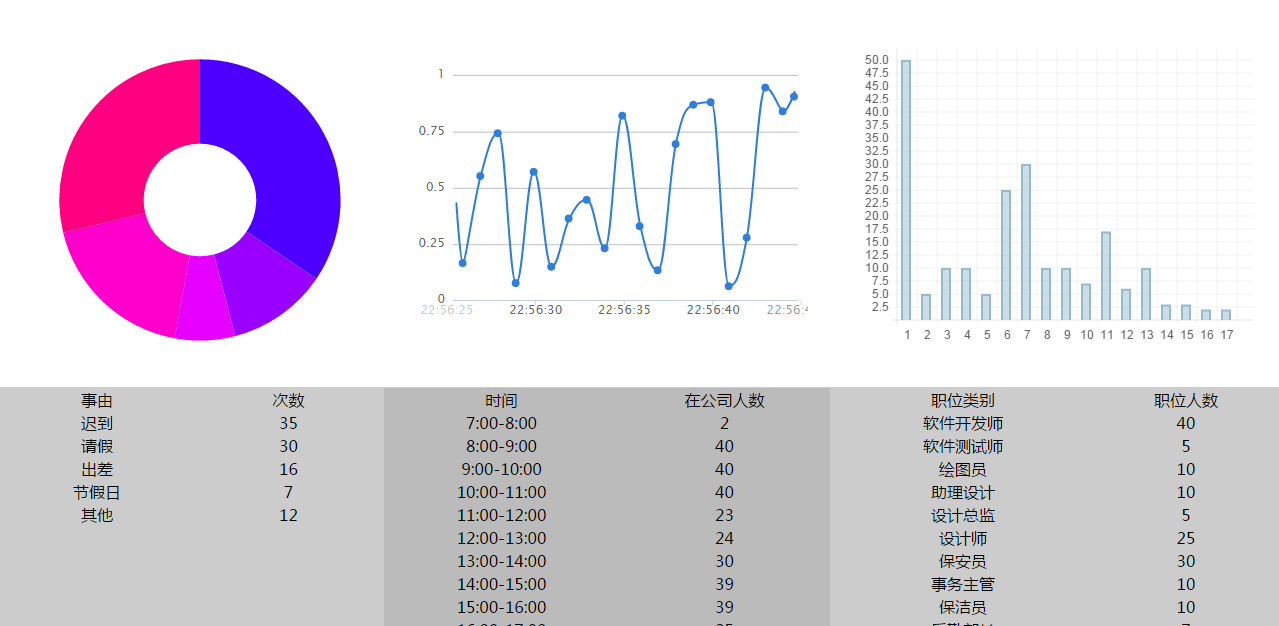 1
0.75
0.5
0.25
0
22:56:25 22:56:30 22:56:35 22:56:40 22:56:4
50.0
47.5
45.0
42.5
40.0
37.5
35.0
32.5
30.0
27.5
25.0
22.5
20.0
17.5
15.0
12.5
10.0
7.5
5.0
2.5
1 2 3 4 5 6 7 8 9 10 11 12 13 14 15 16 17
事由 次数
迟到 35
请假 30
出差 16
节假日 7
其他 12
时间 在公司人数
7:00-8:00 2
8:00-9:00 40
9:00-10:00 40
10:00-11:00 40
11:00-12:00 23
12:00-13:00 24
13:00-14:00 30
14:00-15:00 39
15:00-16:00 39
职位类别 职位人数
软件开发师 40
软件测试师 5
绘图员 10
助理设计 10
设计总监 5
设计师 25
保安员 30
事务主管 10
保洁员 10